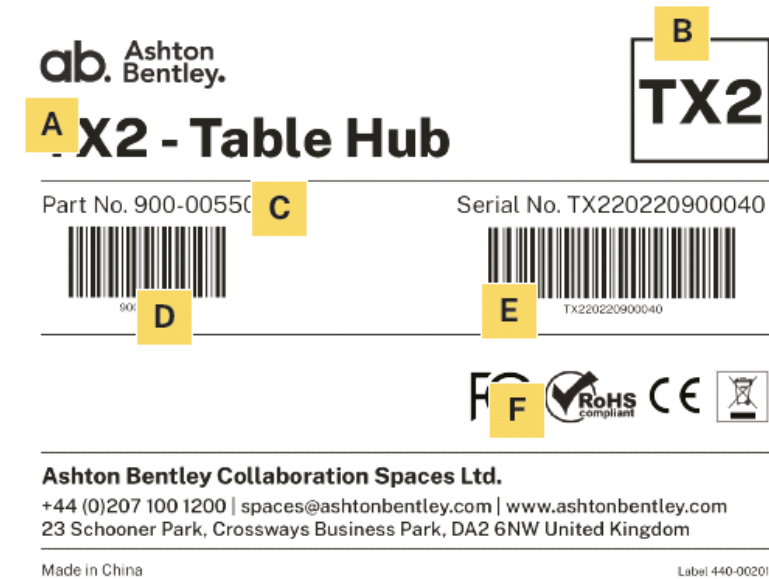 ab. Ashton
Bentley.
B
TX2
A
X2 - Table Hub
Part No. 900-00550
C
Serial No. TX220220900040
D
E
TX220220900040
F
RoHS
compliant
CE
Ashton Bentley Collaboration Spaces Ltd.
+44 (0)207 100 1200 | spaces@ashtonbentley.com | www.ashtonbentley.com
23 Schooner Park, Crossways Business Park, DA2 6NW United Kingdom
Made in China
Label 440-00201